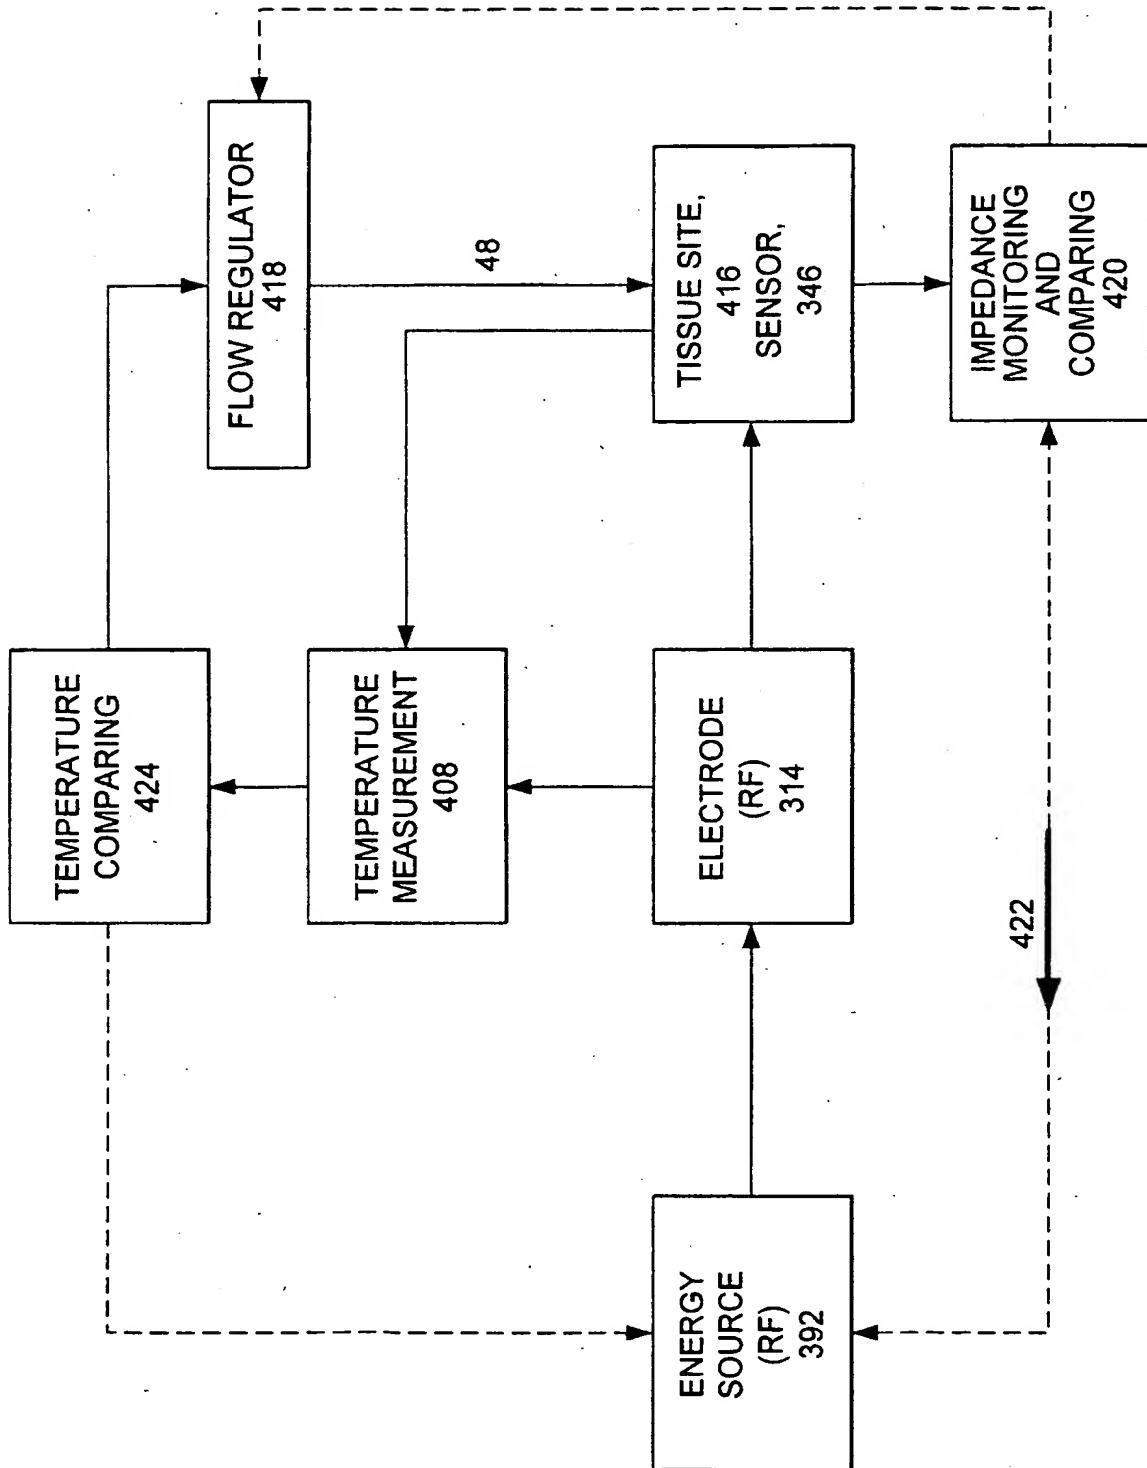 TEMPERATURE
COMPARING
424
FLOW REGULATOR
418
48
TEMPERATURE
MEASUREMENT
408
ENERGY
SOURCE
(RF)
392
ELECTRODE
(RF)
314
TISSUE SITE,
416
SENSOR,
346
422
IMPEDANCE
MONITORING
AND
COMPARING
420